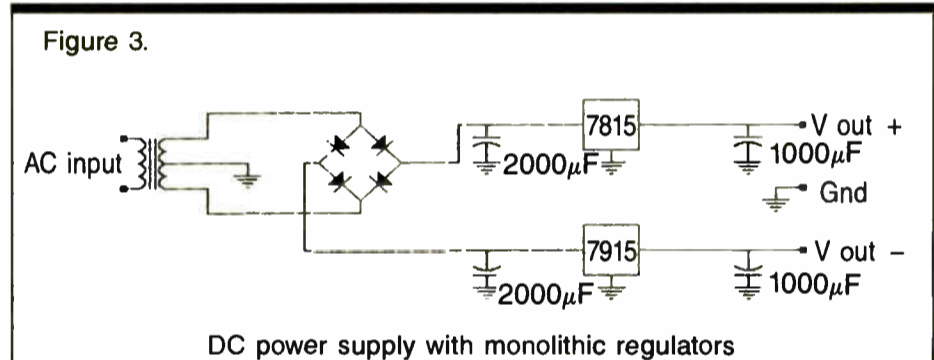 Figure 3.
AC input
2000μF
7815
V out +
1000μF
Gnd
2000μF
7915
V out −
1000μF
DC power supply with monolithic regulators